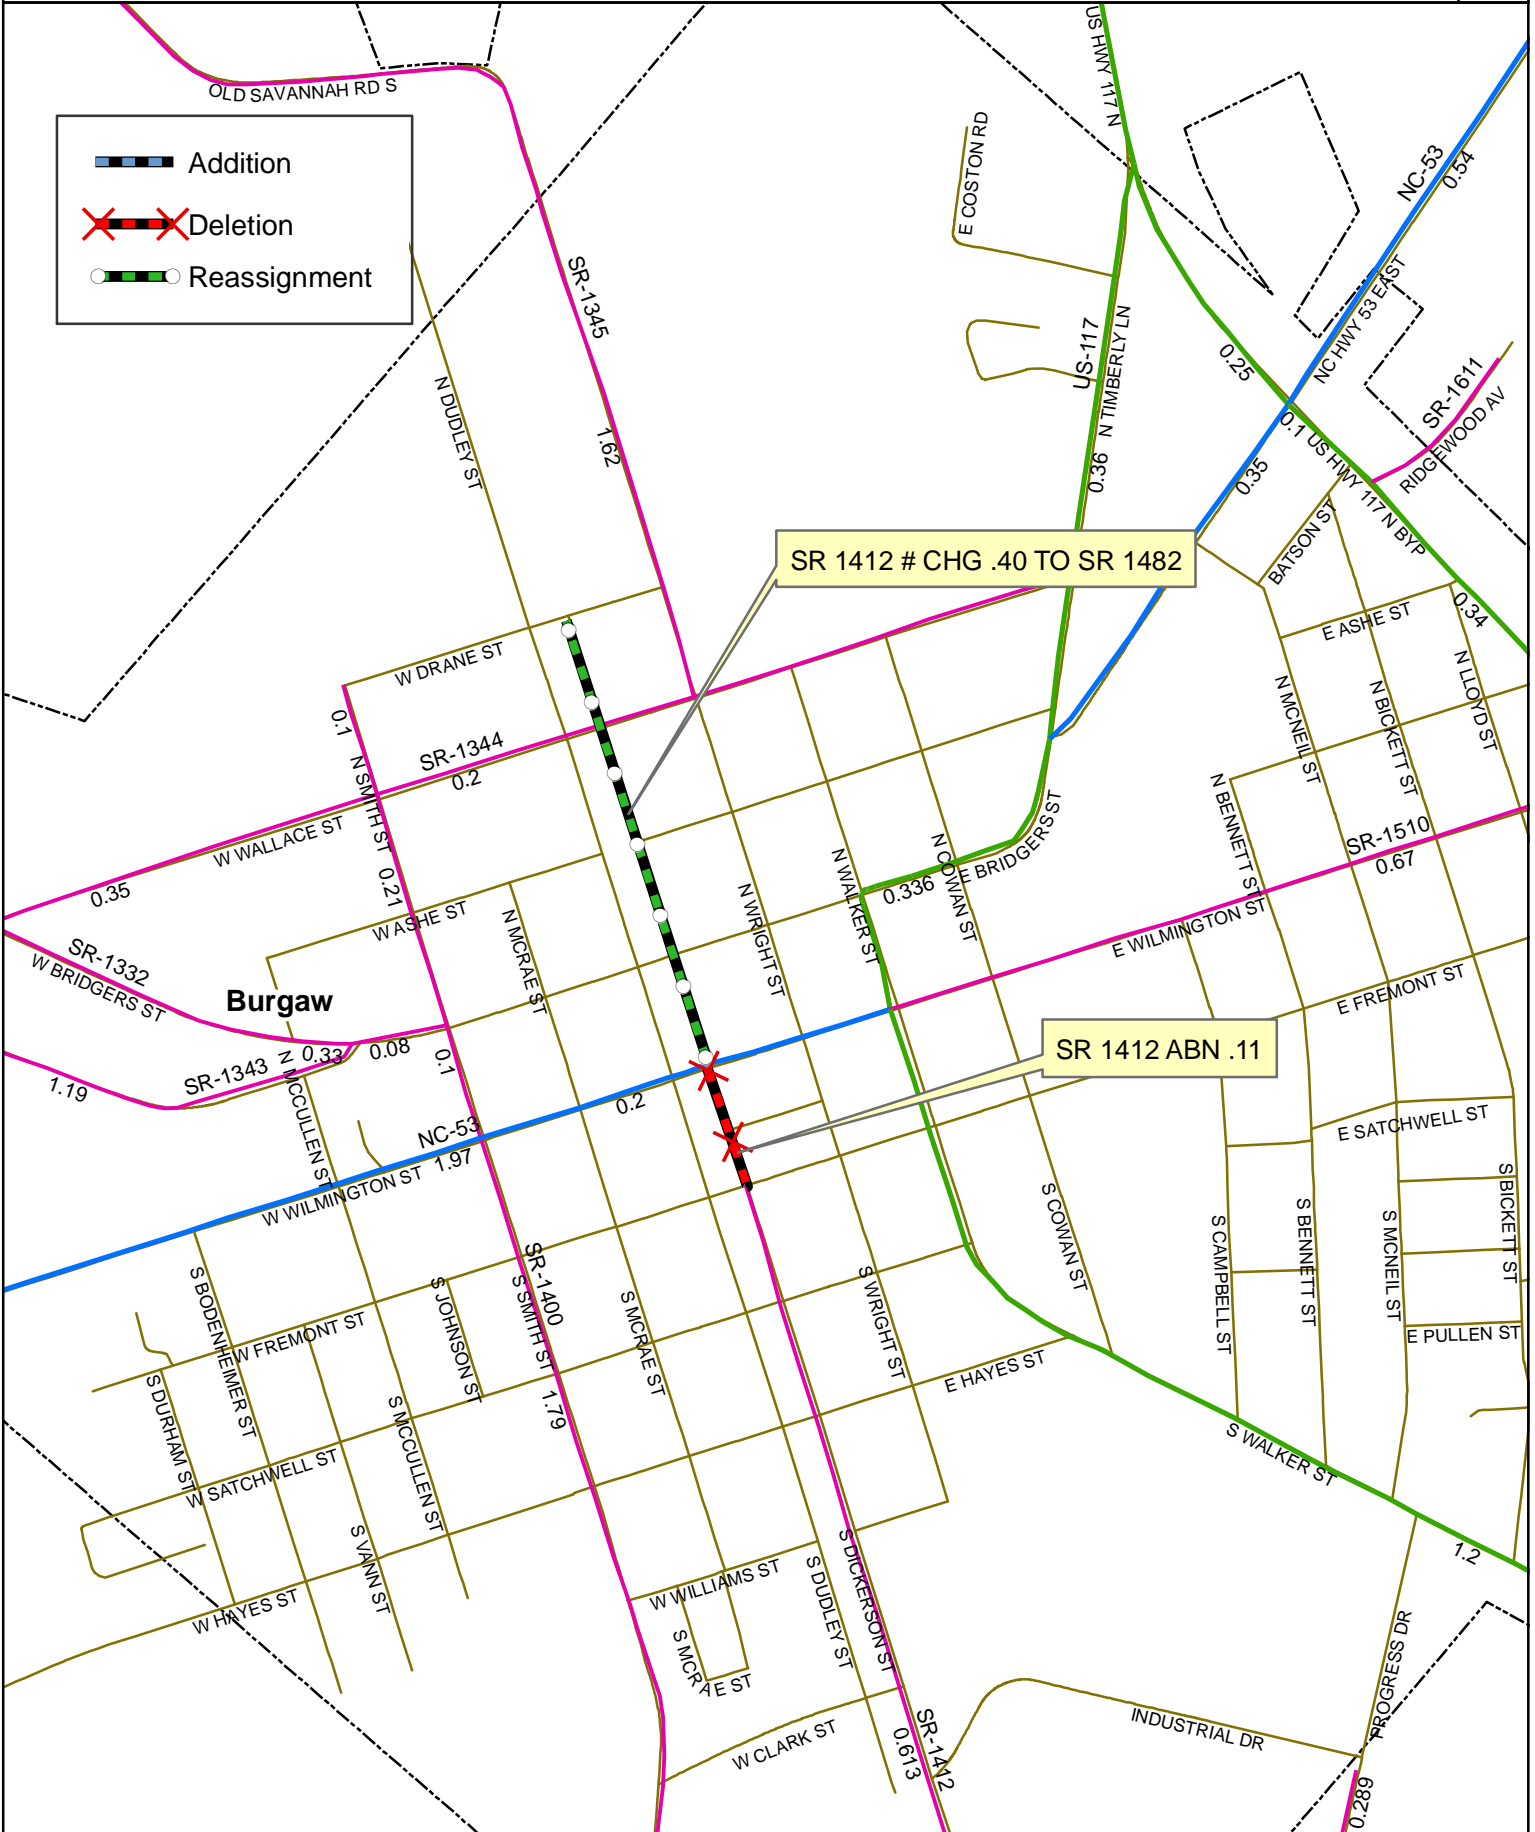 US HWY 117 N
OLD SAVANNAH RD S
Addition
Deletion
Reassignment
E COSTON RD
NC-53
0.54
SR-1345
NC HWY 53 EAST
US-117
N TIMBERLY LN
0.25
SR-1611
RIDGEWOOD AV
N DUDLEY ST
1.62
0.36
0.1
US HWY 117 N BYP
0.35
BATSON ST
SR 1412 # CHG .40 TO SR 1482
E ASHE ST
0.34
W DRANE ST
N LLOYD ST
N MCNEIL ST
N BICKETT ST
0.1
SR-1344
0.2
N SMITH ST
N BENNETT ST
W WALLACE ST
E BRIDGERS ST
SR-1510
0.67
0.35
0.21
N WALKER ST
0.336
N COWAN ST
N WRIGHT ST
W ASHE ST
N MCRAE ST
E WILMINGTON ST
SR-1332
W BRIDGERS ST
Burgaw
E FREMONT ST
0.33
0.08
0.1
SR 1412 ABN .11
1.19
SR-1343
N MCCULLEN ST
0.2
NC-53
1.97
E SATCHWELL ST
W WILMINGTON ST
S BICKETT ST
S COWAN ST
S CAMPBELL ST
S BENNETT ST
S MCNEIL ST
SR-1400
S SMITH ST
S BODENHEIMER ST
S JOHNSON ST
S MCRAE ST
S WRIGHT ST
W FREMONT ST
E PULLEN ST
E HAYES ST
S DURHAM ST
S MCCULLEN ST
1.79
W SATCHWELL ST
S WALKER ST
S VANN ST
1.2
S DICKERSON ST
S DUDLEY ST
W WILLIAMS ST
W HAYES ST
S MCRAE ST
PROGRESS DR
INDUSTRIAL DR
W CLARK ST
SR-1412
0.613
0.289